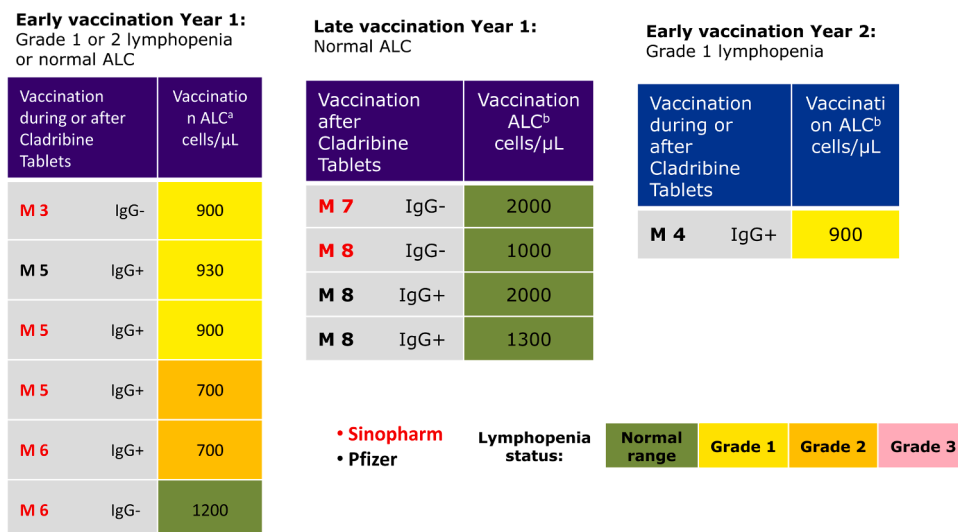 Early vaccination Year 1:
Grade 1 or 2 lymphopenia
or normal ALC
Vaccination
during or after
Cladribine
Tablets
Vaccinatio
n ALCᵃ
cells/µL
M 3 IgG- 900
M 5 IgG+ 930
M 5 IgG+ 900
M 5 IgG+ 700
M 6 IgG+ 700
M 6 IgG- 1200
Late vaccination Year 1:
Normal ALC
Vaccination
after
Cladribine
Tablets
Vaccination
ALCᵇ
cells/µL
M 7 IgG- 2000
M 8 IgG- 1000
M 8 IgG+ 2000
M 8 IgG+ 1300
Early vaccination Year 2:
Grade 1 lymphopenia
Vaccination
during or
after
Cladribine
Tablets
Vaccinati
on ALCᵇ
cells/µL
M 4 IgG+ 900
• Sinopharm
• Pfizer
Lymphopenia
status:
Normal
range
Grade 1
Grade 2
Grade 3